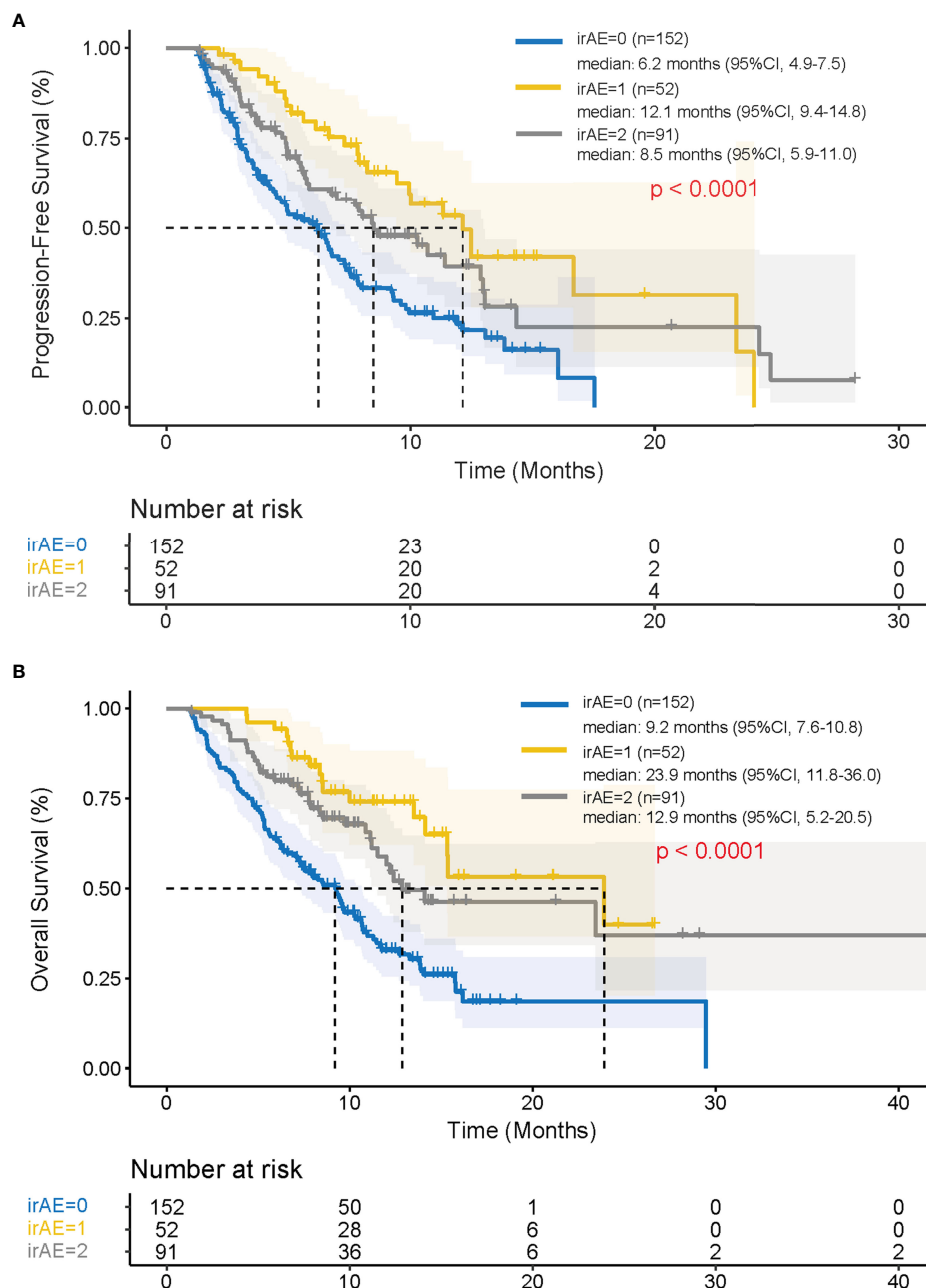 A
irAE=0 (n=152)
median: 6.2 months (95%CI, 4.9-7.5)
irAE=1 (n=52)
median: 12.1 months (95%CI, 9.4-14.8)
irAE=2 (n=91)
median: 8.5 months (95%CI, 5.9-11.0)
p < 0.0001
Progression-Free Survival (%)
1.00
0.75
0.50
0.25
0.00
0 10 20 30
Time (Months)
Number at risk
irAE=0 152 23 0 0
irAE=1 52 20 2 0
irAE=2 91 20 4 0
0 10 20 30
B
irAE=0 (n=152)
median: 9.2 months (95%CI, 7.6-10.8)
irAE=1 (n=52)
median: 23.9 months (95%CI, 11.8-36.0)
irAE=2 (n=91)
median: 12.9 months (95%CI, 5.2-20.5)
p < 0.0001
Overall Survival (%)
1.00
0.75
0.50
0.25
0.00
0 10 20 30 40
Time (Months)
Number at risk
irAE=0 152 50 1 0 0
irAE=1 52 28 6 0 0
irAE=2 91 36 6 2 2
0 10 20 30 40